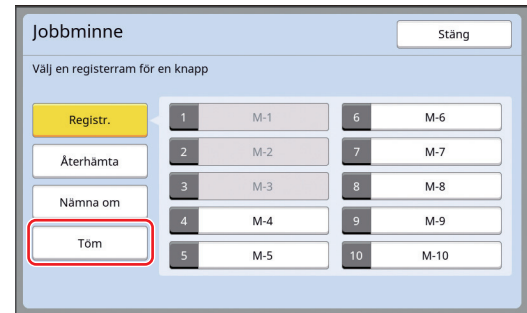 Jobbminne
Stäng
Välj en registerram för en knapp
Registr.
Återhämta
Nämna om
Töm
1 M-1
2 M-2
3 M-3
4 M-4
5 M-5
6 M-6
7 M-7
8 M-8
9 M-9
10 M-10